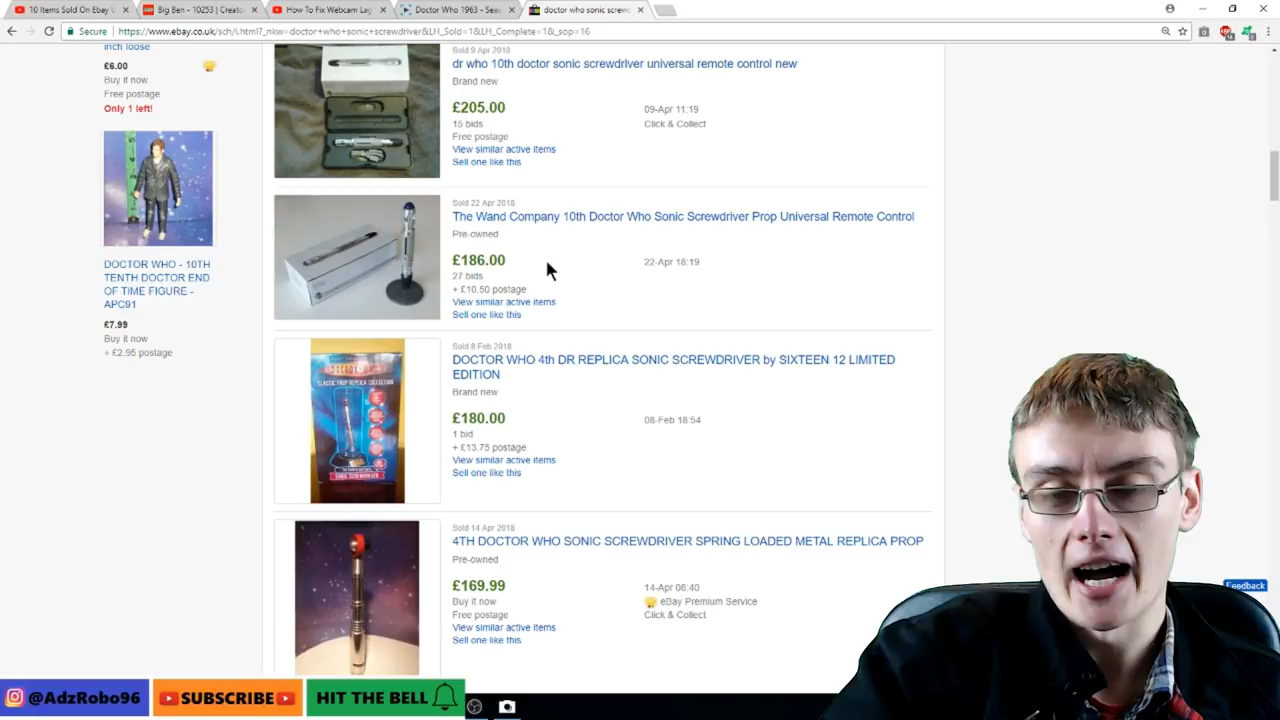 10 Items Sold On Ebay U
Big Ben - 10253 | Creato
How To Fix Webcam Lag
Doctor Who 1963 - Seas
doctor who sonic screw
Secure
https://www.ebay.co.uk/sch/i.html?_nkw=doctor+who+sonic+screwdriver&LH_Sold=1&LH_Complete=1&_sop=16
inch loose
£6.00
Buy it now
Free postage
Only 1 left!
DOCTOR WHO - 10TH
TENTH DOCTOR END
OF TIME FIGURE -
APC91
£7.99
Buy it now
+ £2.95 postage
Sold 9 Apr 2018
dr who 10th doctor sonic screwdriver universal remote control new
Brand new
£205.00
09-Apr 11:19
15 bids
Click & Collect
Free postage
View similar active items
Sell one like this
Sold 22 Apr 2018
The Wand Company 10th Doctor Who Sonic Screwdriver Prop Universal Remote Control
Pre-owned
£186.00
22-Apr 18:19
27 bids
+ £10.50 postage
View similar active items
Sell one like this
Sold 8 Feb 2018
DOCTOR WHO 4th DR REPLICA SONIC SCREWDRIVER by SIXTEEN 12 LIMITED
EDITION
Brand new
£180.00
08-Feb 18:54
1 bid
+ £13.75 postage
View similar active items
Sell one like this
Sold 14 Apr 2018
4TH DOCTOR WHO SONIC SCREWDRIVER SPRING LOADED METAL REPLICA PROP
Pre-owned
£169.99
14-Apr 06:40
Buy it now
eBay Premium Service
Free postage
Click & Collect
View similar active items
Sell one like this
Feedback
@AdzRobo96
SUBSCRIBE
HIT THE BELL